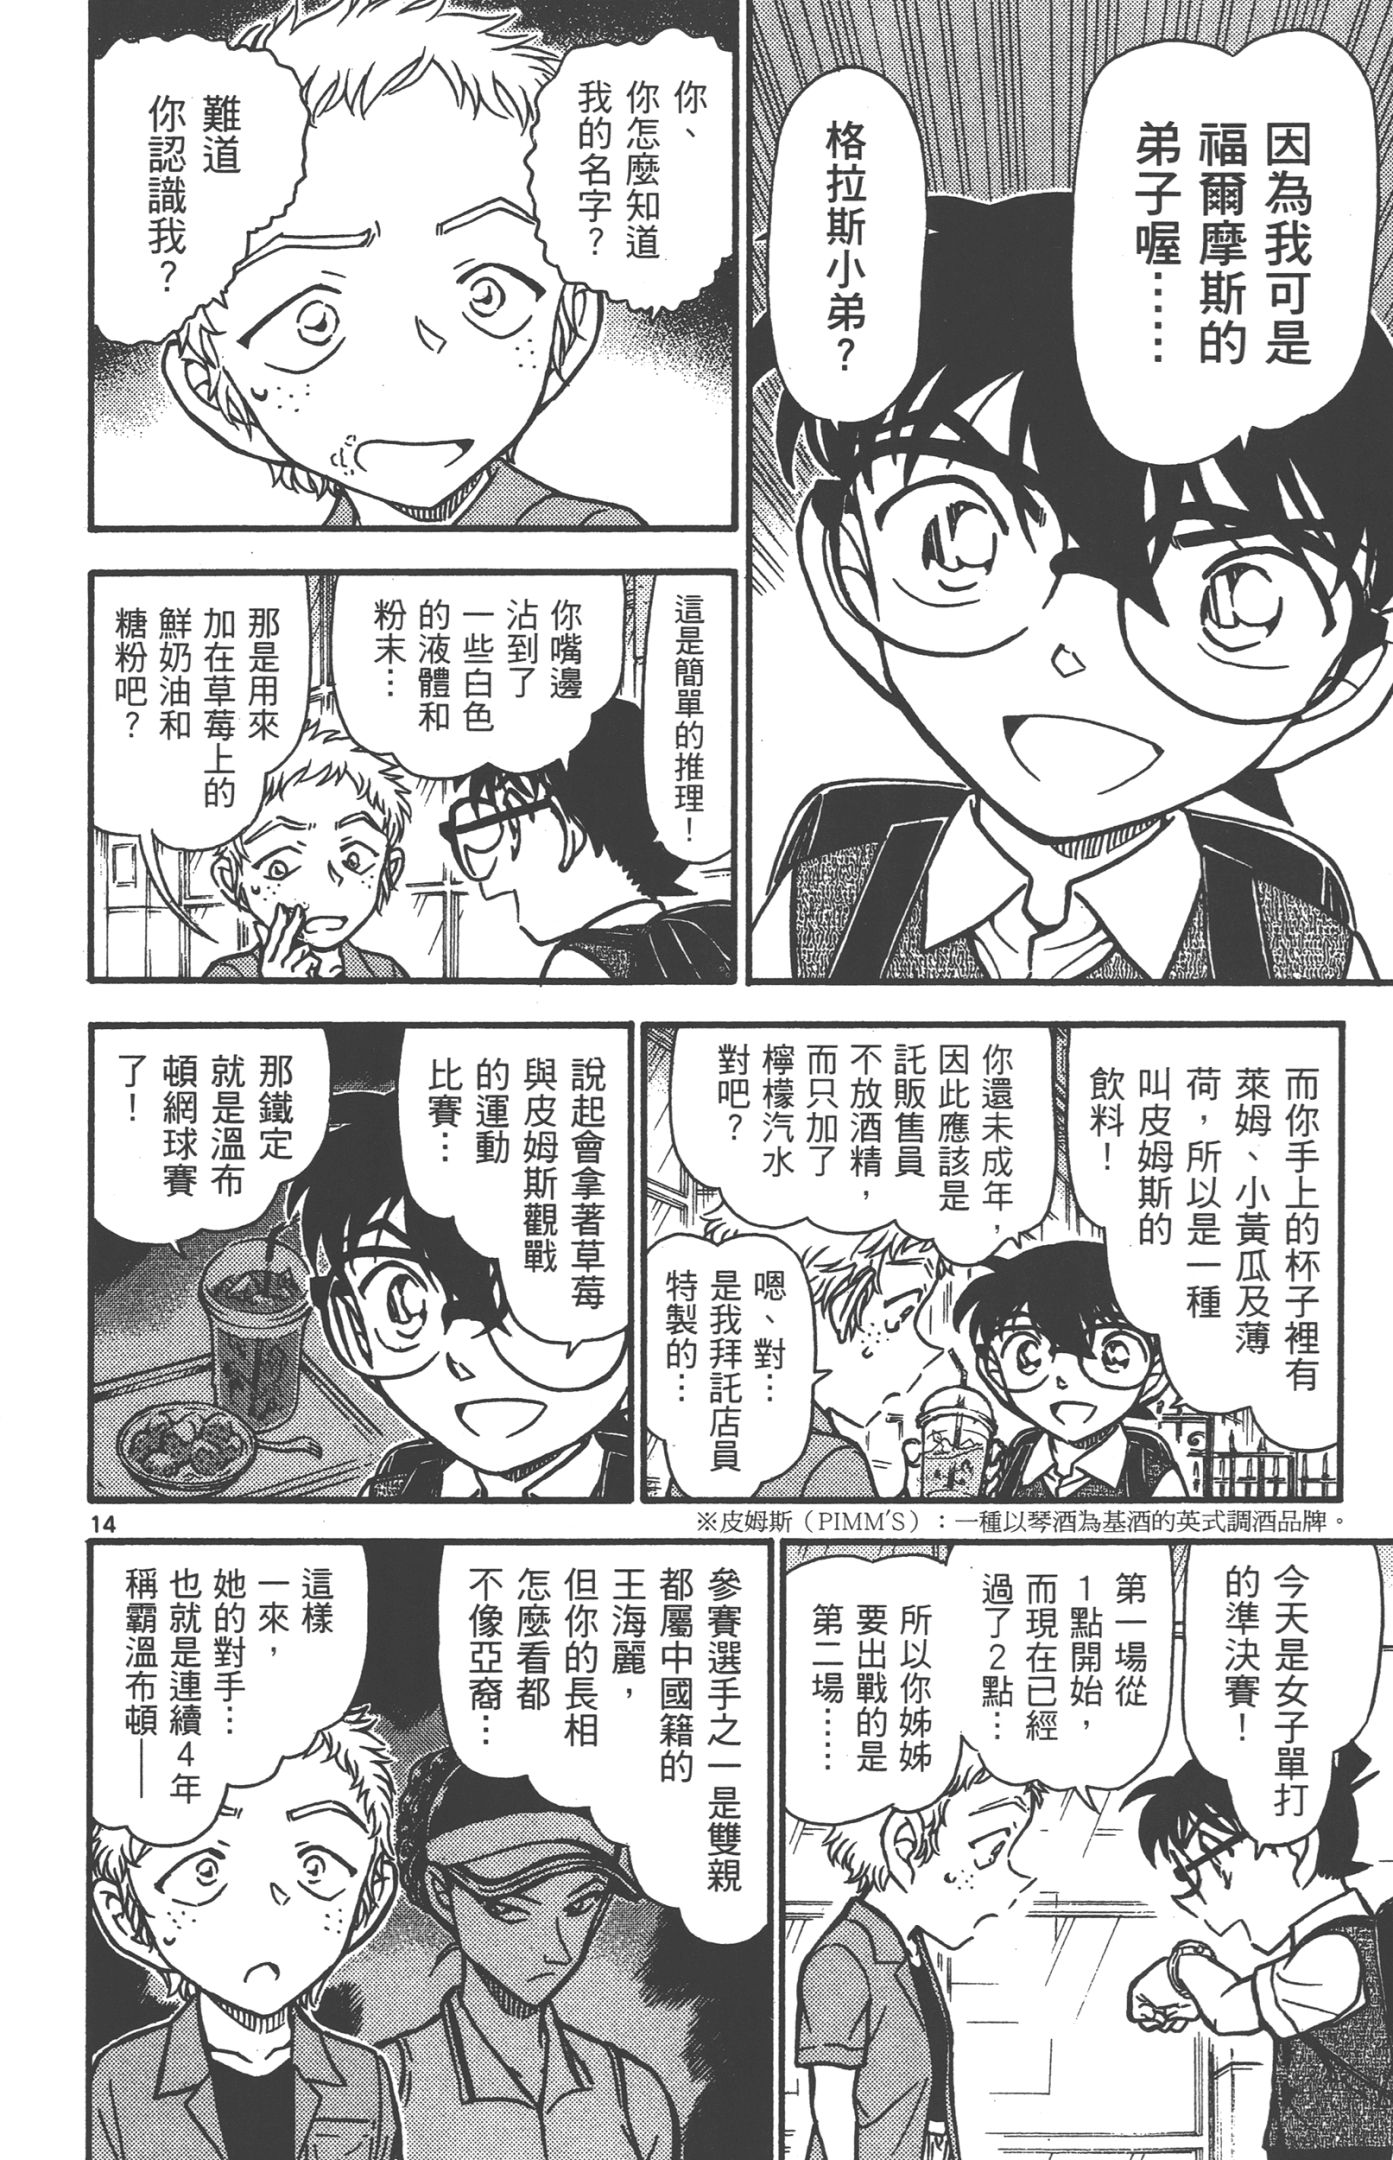 因為我可是
福爾摩斯的
弟子喔……
格拉斯小弟？
你、
你怎麼知道
我的名字？
難道
你認識我？
這是簡單的推理！
你嘴邊
沾到了
一些白色
的液體和
粉末…
那是用來
加在草莓上的
鮮奶油和
糖粉吧？
而你手上的杯子裡有
萊姆、小黃瓜及薄
荷，所以是一種
叫皮姆斯的
飲料！
你還未成年，
因此應該是
託販售員
不放酒精，
而只加了
檸檬汽水
對吧？
嗯、對…
是我拜託店員
特製的…
說起會拿著草莓
與皮姆斯觀戰
的運動
比賽…
那鐵定
就是溫布
頓網球賽
了！
14
※皮姆斯（PIMM'S）：一種以琴酒為基酒的英式調酒品牌。
今天是女子單打
的準決賽！
第一場從
1點開始，
而現在已經
過了2點…
所以你姊姊
要出戰的是
第二場……
參賽選手之一是雙親
都屬中國籍的
王海麗，
但你的長相
怎麼看都
不像亞裔…
這樣
一來，
她的對手…
也就是連續4年
稱霸溫布頓——